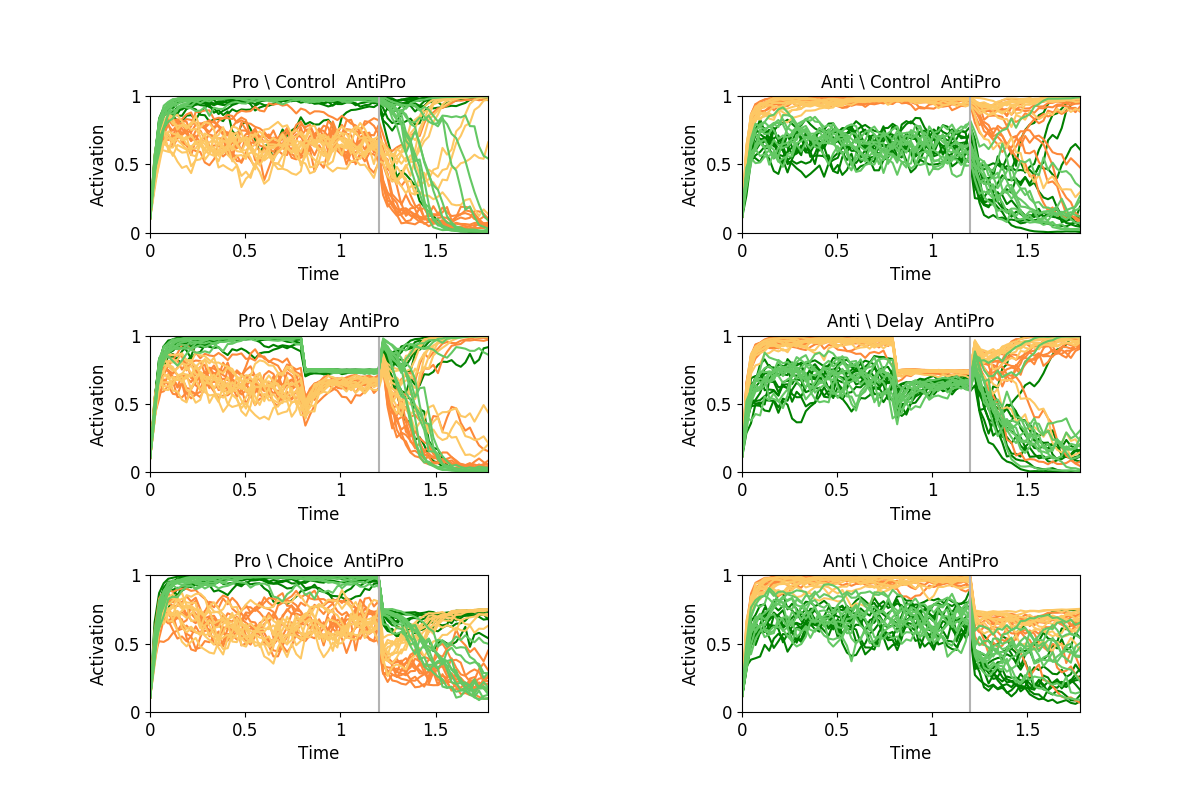 Pro \ Control  AntiPro
Activation
1
0.5
0
0
0.5
1
1.5
Time
Anti \ Control  AntiPro
Activation
1
0.5
0
0
0.5
1
1.5
Time
Pro \ Delay  AntiPro
Activation
1
0.5
0
0
0.5
1
1.5
Time
Anti \ Delay  AntiPro
Activation
1
0.5
0
0
0.5
1
1.5
Time
Pro \ Choice  AntiPro
Activation
1
0.5
0
0
0.5
1
1.5
Time
Anti \ Choice  AntiPro
Activation
1
0.5
0
0
0.5
1
1.5
Time